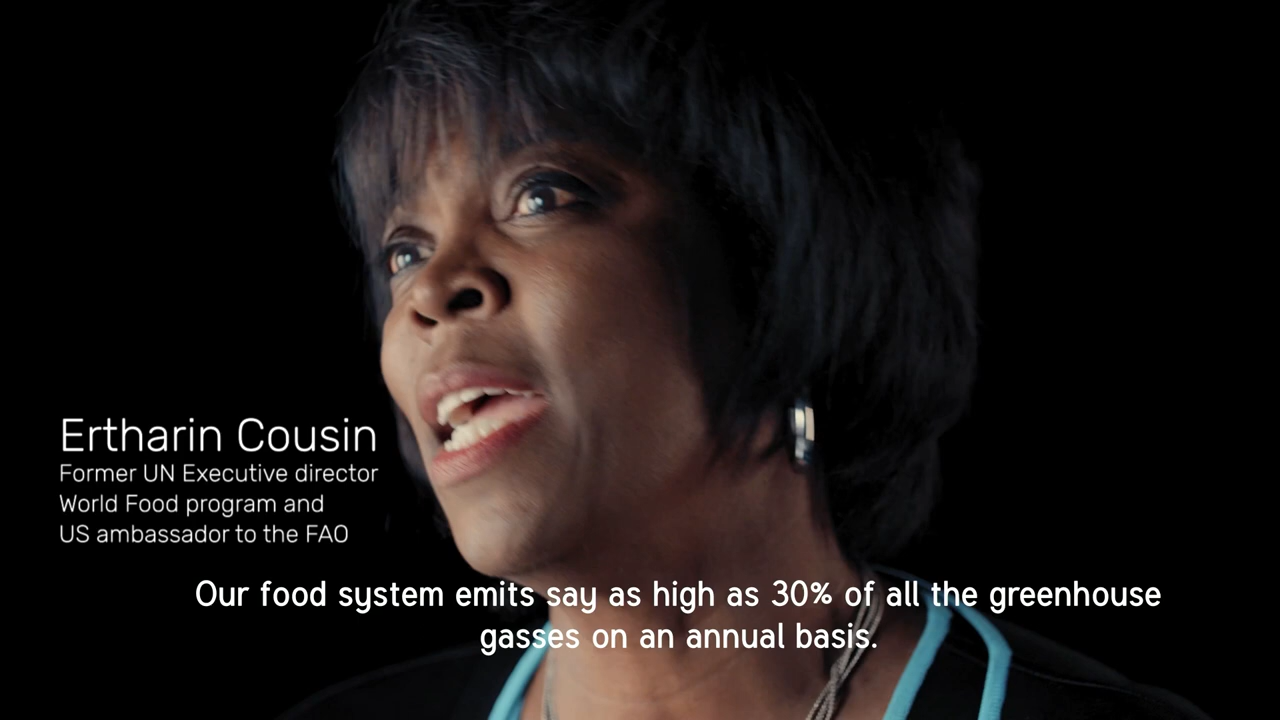 Ertharin Cousin
Former UN Executive director
World Food program and
US ambassador to the FAO
Our food system emits say as high as 30% of all the greenhouse
gasses on an annual basis.